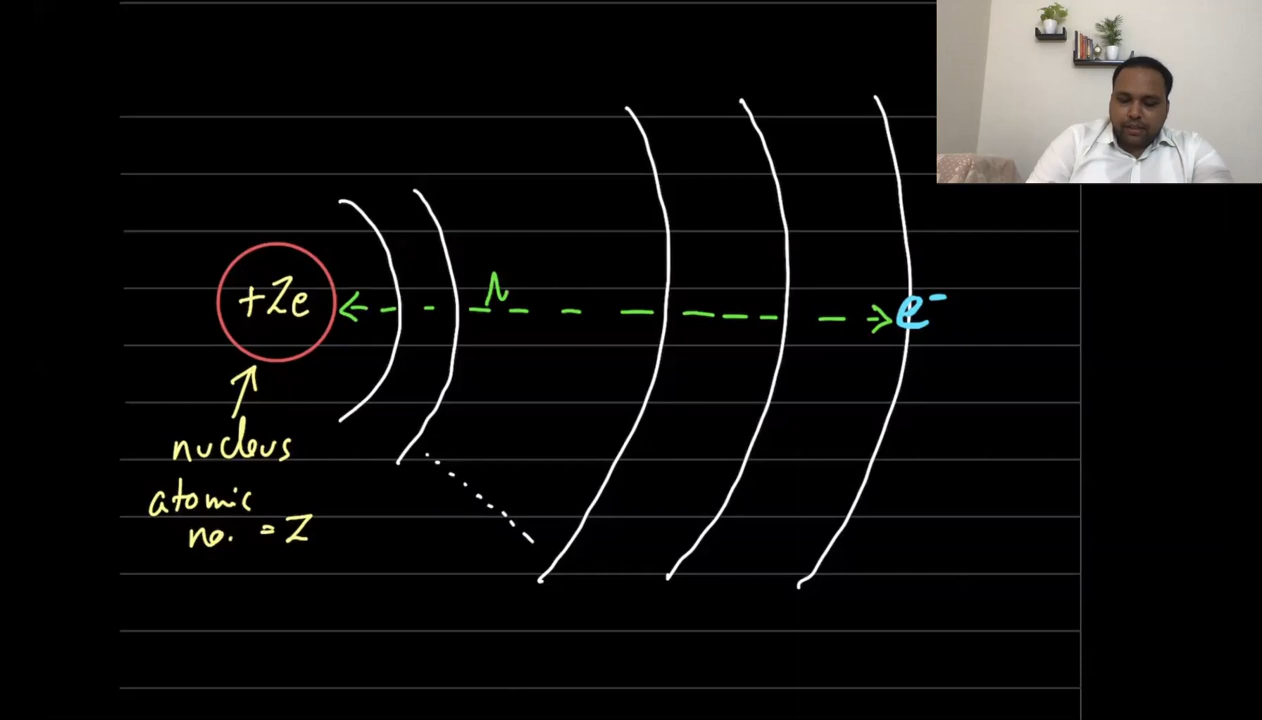 +Ze
r
e⁻
nucleus
atomic
no. = Z